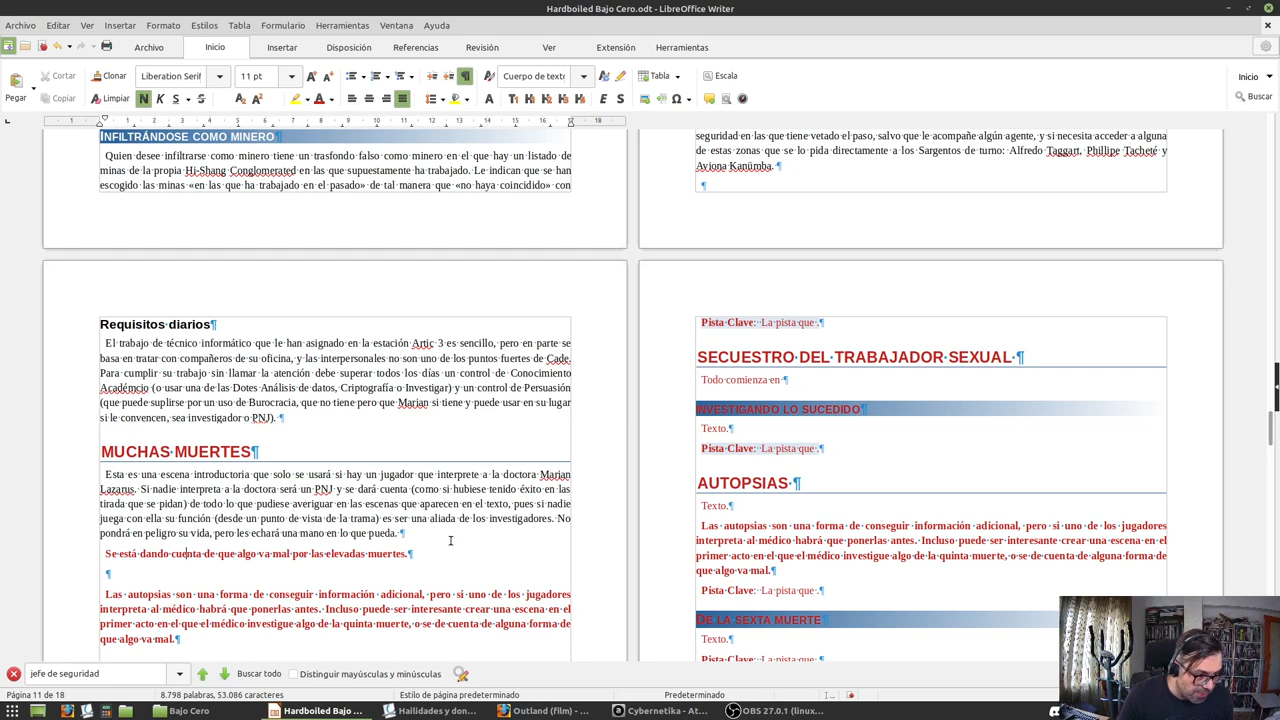 Hardboiled Bajo Cero.odt - LibreOffice Writer
Archivo Editar Ver Insertar Formato Estilos Tabla Formulario Herramientas Ventana Ayuda
Archivo Inicio Insertar Disposición Referencias Revisión Ver Extensión Herramientas
Pegar Cortar Clonar Liberation Serif 11 pt Cuerpo de texto Tabla Escala Inicio
Copiar Limpiar Buscar
INFILTRÁNDOSE COMO MINERO
Quien desee infiltrarse como minero tiene un trasfondo falso como minero en el que hay un listado de
minas de la propia Hi-Shang Conglomerated en las que supuestamente ha trabajado. Le indican que se han
escogido las minas «en las que ha trabajado en el pasado» de tal manera que «no haya coincidido» con
seguridad en las que tiene vetado el paso, salvo que le acompañe algún agente, y si necesita acceder a alguna
de estas zonas que se lo pida directamente a los Sargentos de turno: Alfredo Taggart, Phillipe Tacheté y
Aviona Kanümba. ¶
¶
Requisitos diarios¶
El trabajo de técnico informático que le han asignado en la estación Artic 3 es sencillo, pero en parte se
basa en tratar con compañeros de su oficina, y las interpersonales no son uno de los puntos fuertes de Cade.
Para cumplir su trabajo sin llamar la atención debe superar todos los días un control de Conocimiento
Académcio (o usar una de las Dotes Análisis de datos, Criptografía o Investigar) y un control de Persuasión
(que puede suplirse por un uso de Burocracia, que no tiene pero que Marian si tiene y puede usar en su lugar
si le convencen, sea investigador o PNJ). ¶
MUCHAS MUERTES¶
Esta es una escena introductoria que solo se usará si hay un jugador que interprete a la doctora Marian
Lazarus. Si nadie interpreta a la doctora será un PNJ y se dará cuenta (como si hubiese tenido éxito en las
tirada que se pidan) de todo lo que pudiese averiguar en las escenas que aparecen en el texto, pues si nadie
juega con ella su función (desde un punto de vista de la trama) es ser una aliada de los investigadores. No
pondrá en peligro su vida, pero les echará una mano en lo que pueda. ¶
Se está dando cuenta de que algo va mal por las elevadas muertes.¶
¶
Las autopsias son una forma de conseguir información adicional, pero si uno de los jugadores
interpreta al médico habrá que ponerlas antes. Incluso puede ser interesante crear una escena en el
primer acto en el que el médico investigue algo de la quinta muerte, o se de cuenta de alguna forma de
que algo va mal.¶
Pista Clave: La pista que .¶
SECUESTRO DEL TRABAJADOR SEXUAL ¶
Todo comienza en ¶
INVESTIGANDO LO SUCEDIDO¶
Texto.¶
Pista Clave: La pista que .¶
AUTOPSIAS ¶
Texto.¶
Las autopsias son una forma de conseguir información adicional, pero si uno de los jugadores
interpreta al médico habrá que ponerlas antes. Incluso puede ser interesante crear una escena en el
primer acto en el que el médico investigue algo de la quinta muerte, o se de cuenta de alguna forma de
que algo va mal.¶
Pista Clave: La pista que .¶
DE LA SEXTA MUERTE¶
Texto.¶
Pista Clave: La pista que .¶
jefe de seguridad Buscar todo Distinguir mayúsculas y minúsculas
Página 11 de 18 8.798 palabras, 53.086 caracteres Estilo de página predeterminado Predeterminado
Bajo Cero Hardboiled Bajo ... Hailidades y don... Outland (film) - ... Cybernetika - At... OBS 27.0.1 (linux...